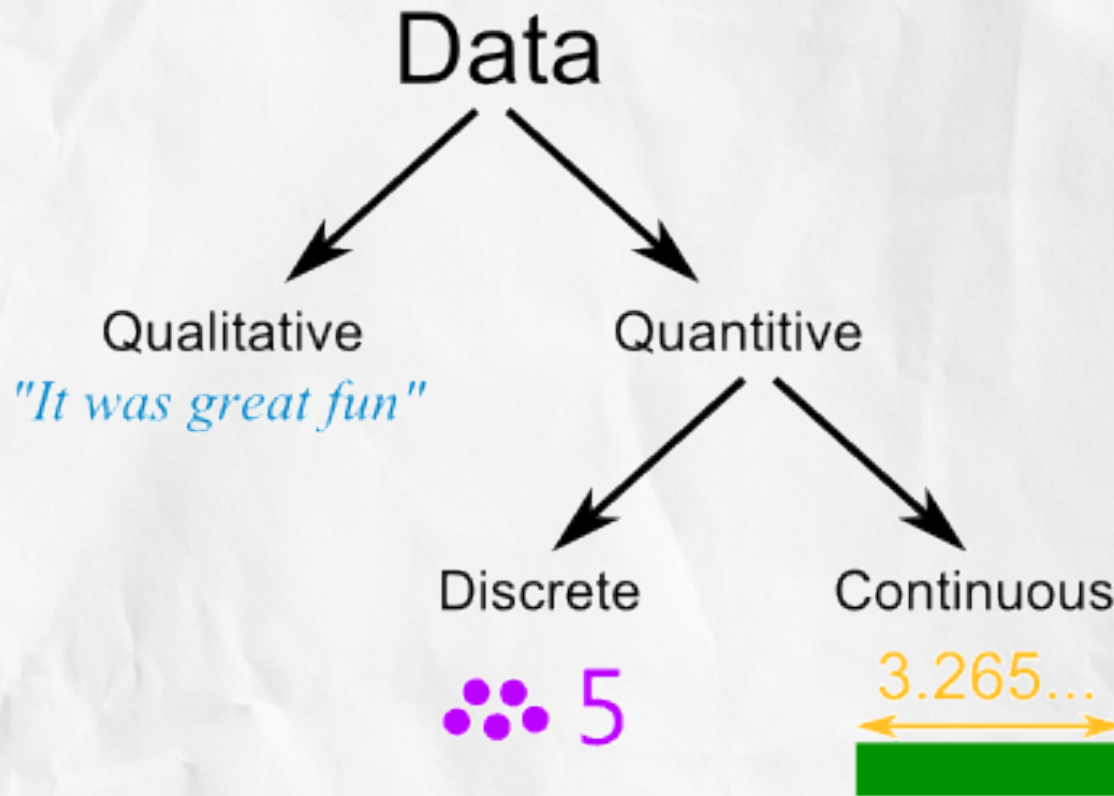 Data
Qualitative
Quantitive
"It was great fun"
Discrete
Continuous
5
3.265...